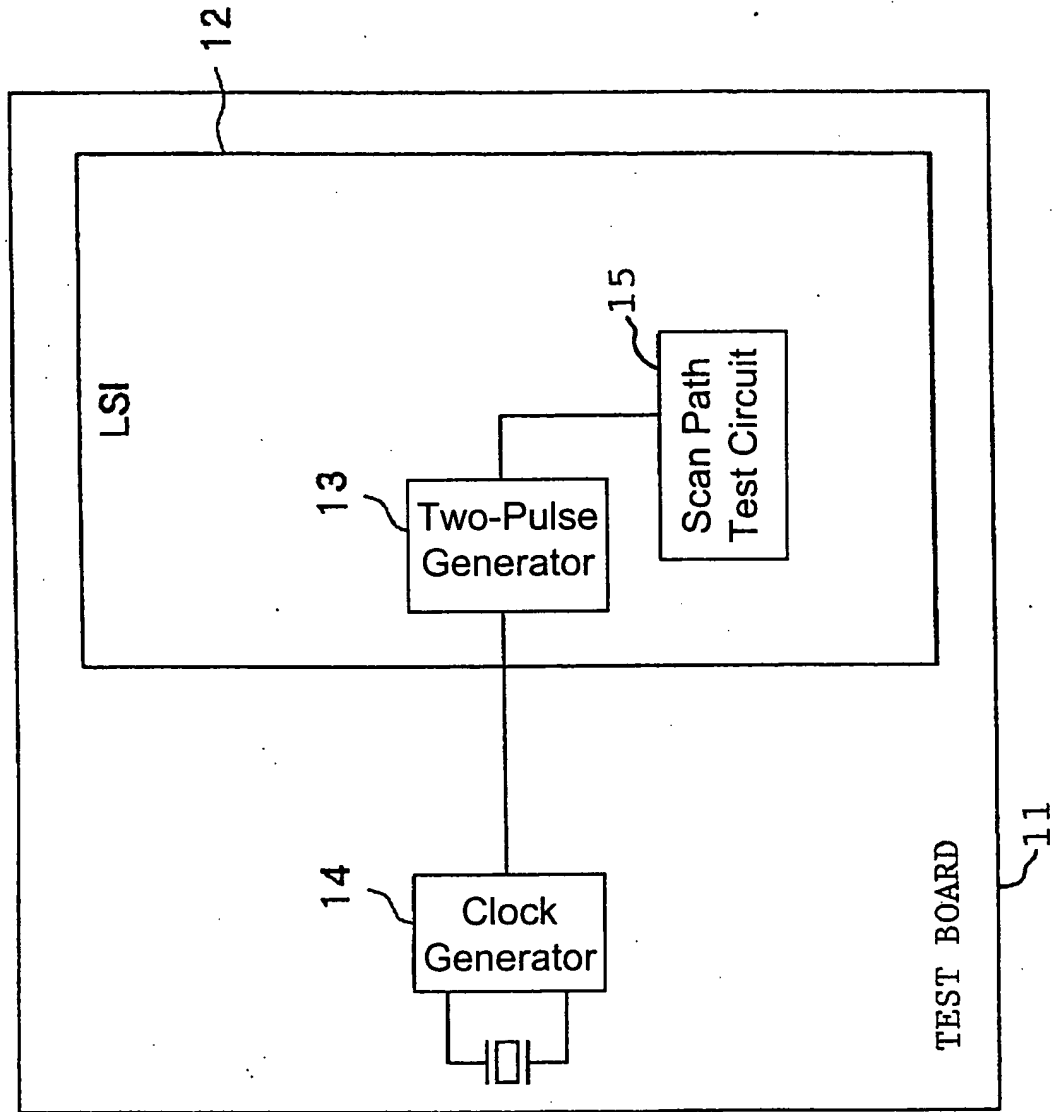 12
LSI
15
Scan Path
Test Circuit
13
Two-Pulse
Generator
14
Clock
Generator
TEST BOARD
11